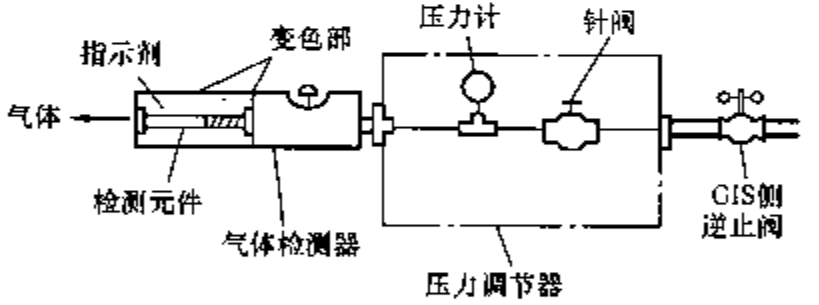 压力计
针阀
变色部
指示剂
气体
检测元件
气体检测器
GIS侧
逆止阀
压力调节器